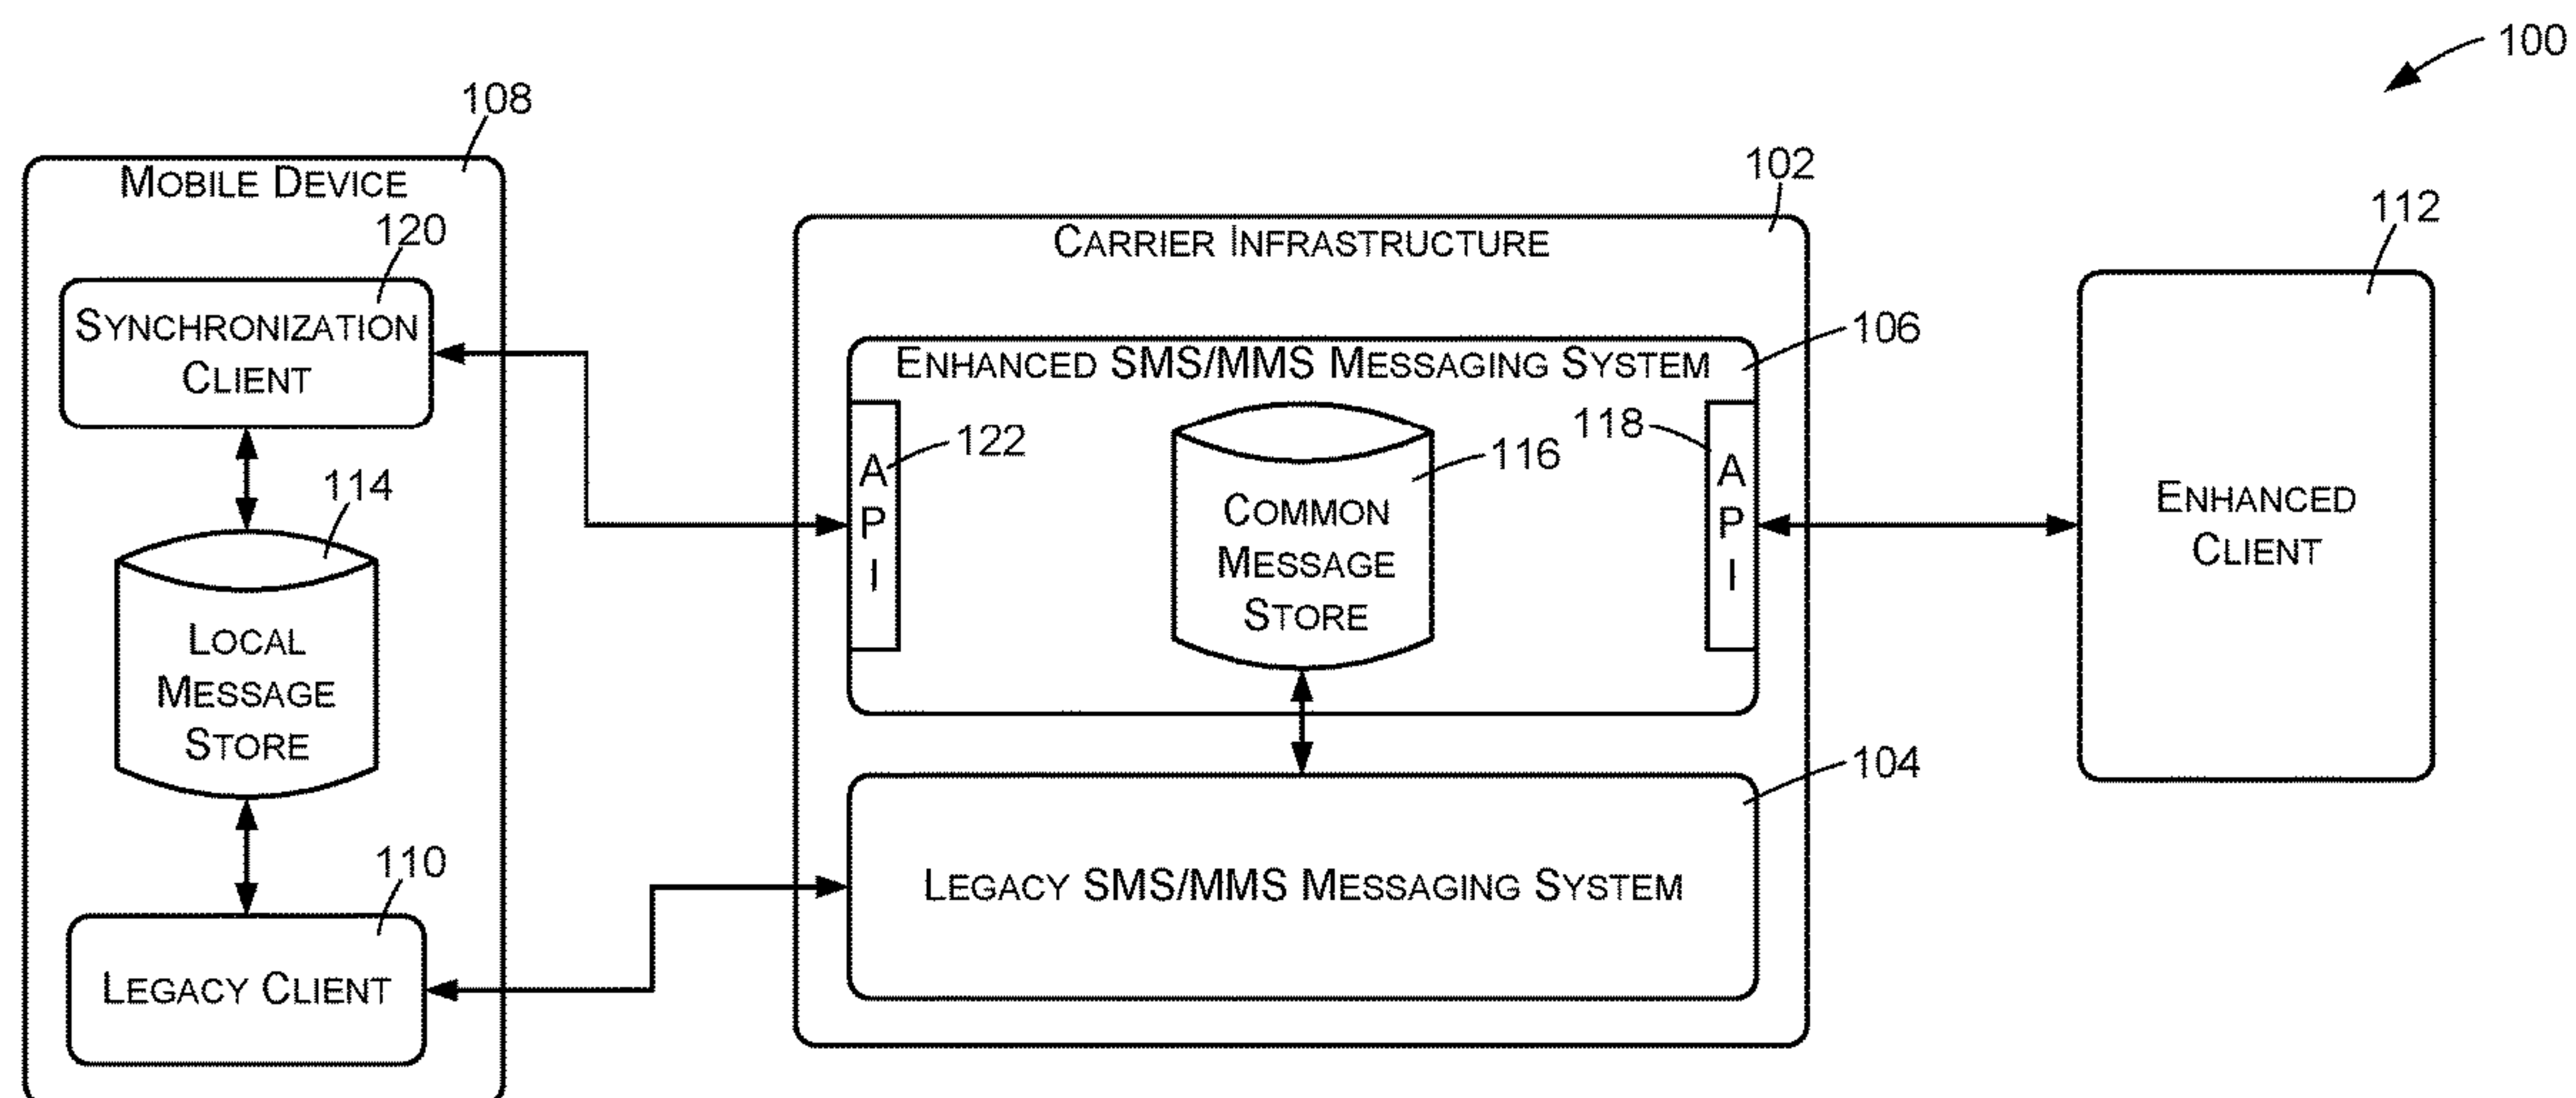 100
108
MOBILE DEVICE
120
SYNCHRONIZATION
CLIENT
114
LOCAL
MESSAGE
STORE
110
LEGACY CLIENT
102
CARRIER INFRASTRUCTURE
106
ENHANCED SMS/MMS MESSAGING SYSTEM
A
P
I
122
COMMON
MESSAGE
STORE
116
118
A
P
I
104
LEGACY SMS/MMS MESSAGING SYSTEM
112
ENHANCED
CLIENT